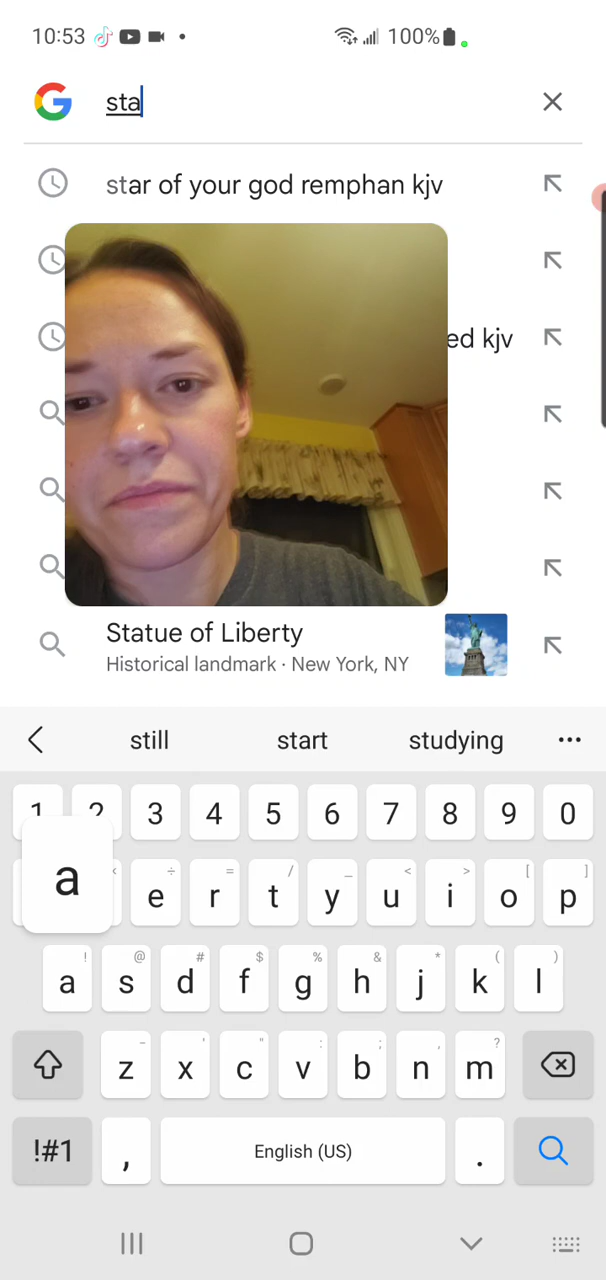 10:53 100%
sta
star of your god remphan kjv
ed kjv
Statue of Liberty
Historical landmark · New York, NY
still start studying •••
1 2 3 4 5 6 7 8 9 0
a
e r t y u i o p
÷ = / _ < > [ ]
a s d f g h j k l
! @ # $ % & * ( )
z x c v b n m
- ' " : ; , ?
!#1 , English (US) .